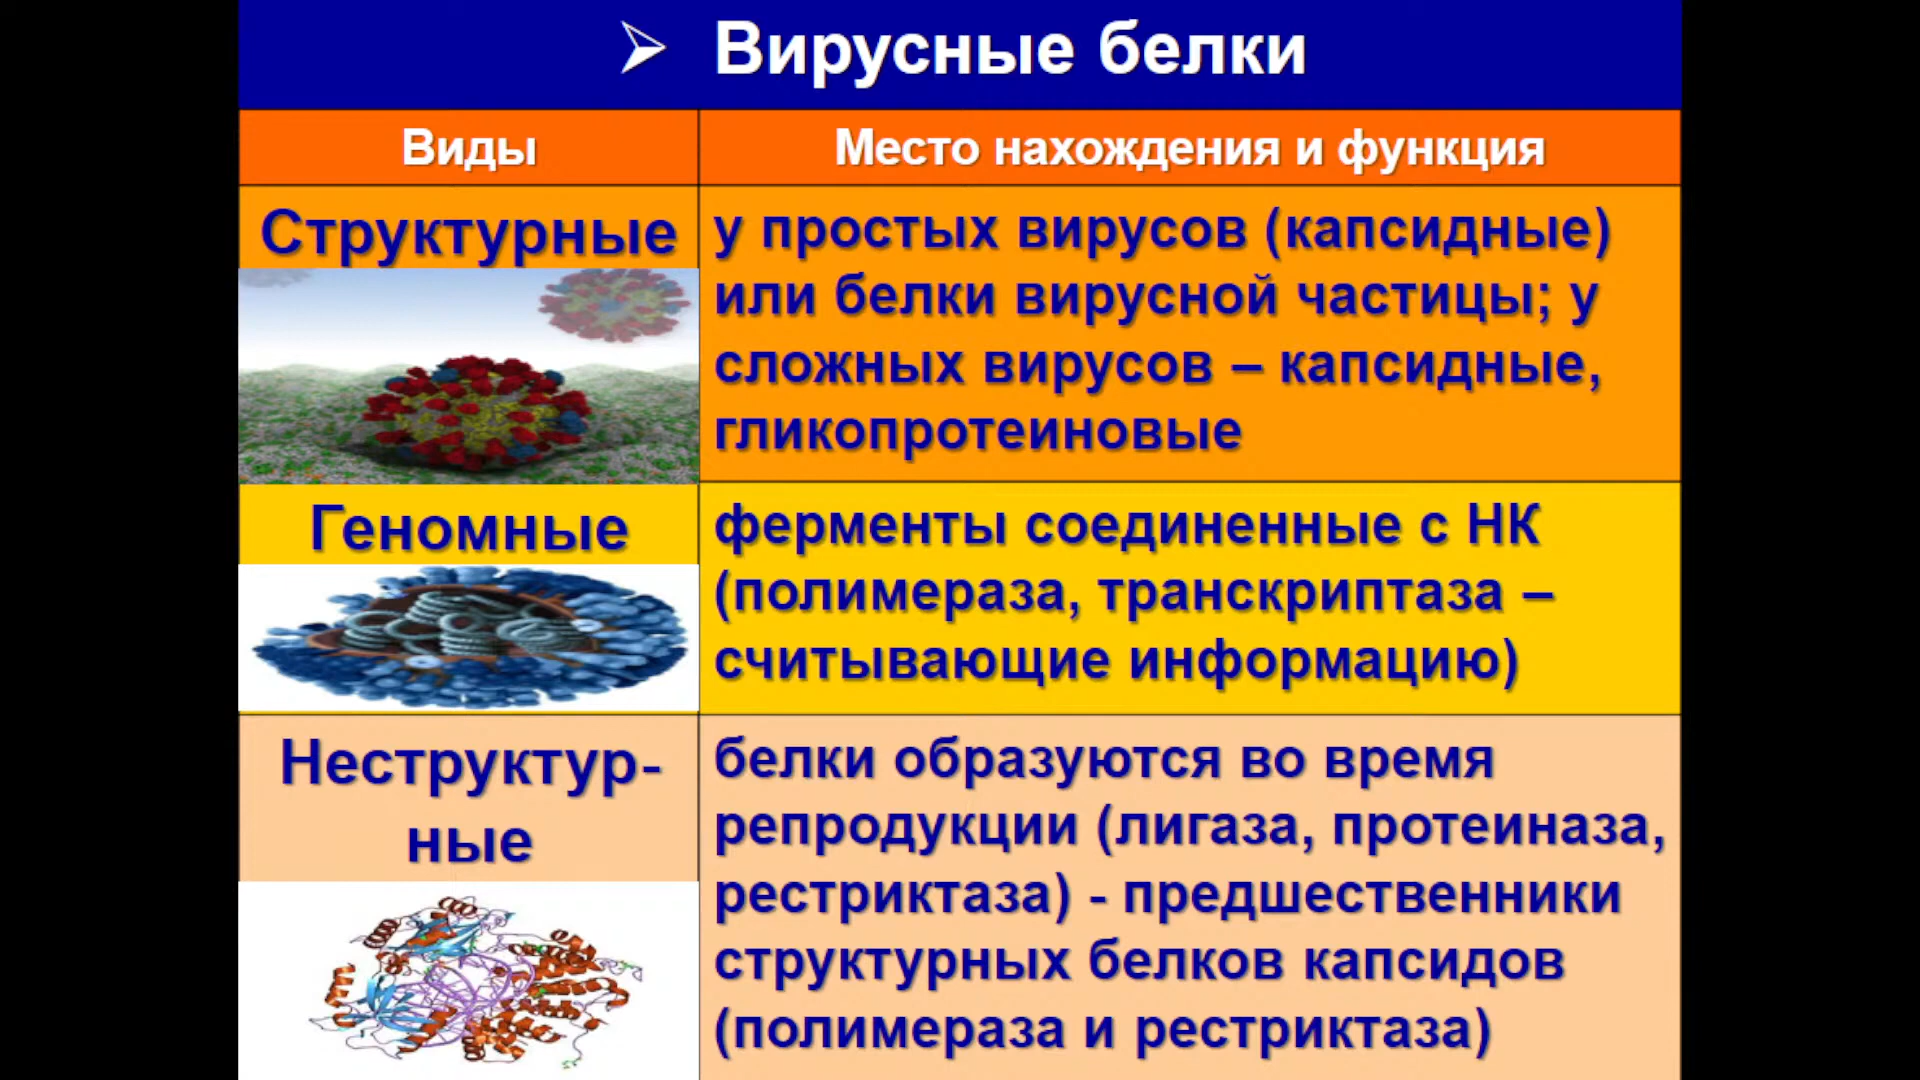 ➢ Вирусные белки
Виды
Место нахождения и функция
Структурные
у простых вирусов (капсидные)
или белки вирусной частицы; у
сложных вирусов – капсидные,
гликопротеиновые
Геномные
ферменты соединенные с НК
(полимераза, транскриптаза –
считывающие информацию)
Неструктур-
ные
белки образуются во время
репродукции (лигаза, протеиназа,
рестриктаза) - предшественники
структурных белков капсидов
(полимераза и рестриктаза)